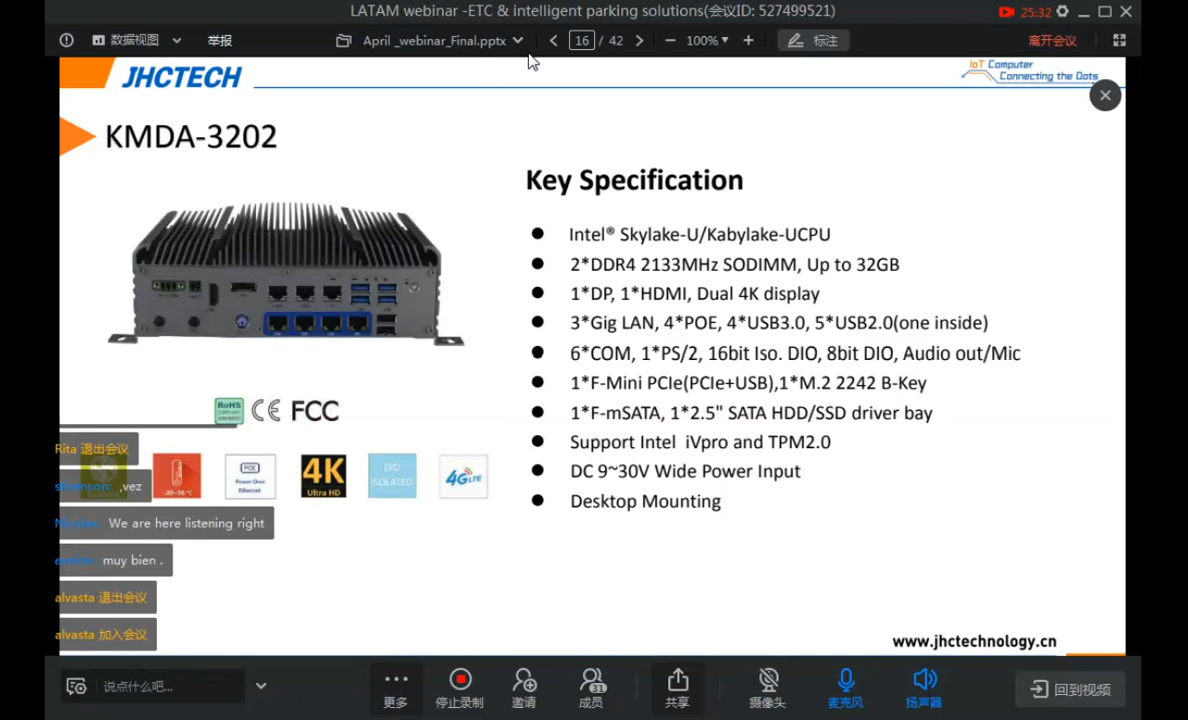 LATAM webinar -ETC & intelligent parking solutions(会议ID: 527499521)
25:32
数据视图
举报
April _webinar_Final.pptx
16 / 42
100%
标注
离开会议
JHCTECH
IoT Computer
Connecting the Dots
KMDA-3202
Key Specification
Intel® Skylake-U/Kabylake-UCPU
2*DDR4 2133MHz SODIMM, Up to 32GB
1*DP, 1*HDMI, Dual 4K display
3*Gig LAN, 4*POE, 4*USB3.0, 5*USB2.0(one inside)
6*COM, 1*PS/2, 16bit Iso. DIO, 8bit DIO, Audio out/Mic
1*F-Mini PCIe(PCIe+USB),1*M.2 2242 B-Key
1*F-mSATA, 1*2.5" SATA HDD/SSD driver bay
Support Intel iVpro and TPM2.0
DC 9~30V Wide Power Input
Desktop Mounting
RoHS
CE FCC
-20~70°C
POE
Power Over
Ethernet
4K
Ultra HD
DIO
ISOLATED
4G LTE
Rita 退出会议
,vez
We are here listening right
muy bien .
alvasta 退出会议
alvasta 加入会议
www.jhctechnology.cn
说点什么吧...
更多
停止录制
邀请
31
成员
共享
摄像头
麦克风
扬声器
回到视频